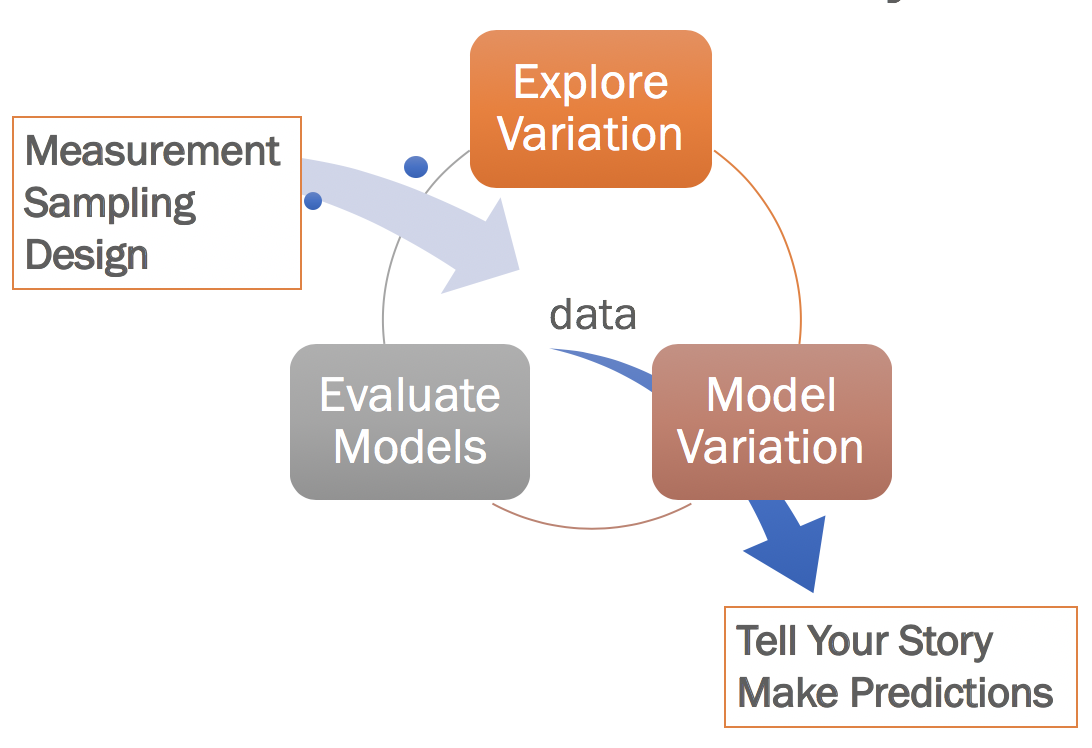 Explore
Variation
Measurement
Sampling
Design
data
Evaluate
Models
Model
Variation
Tell Your Story
Make Predictions